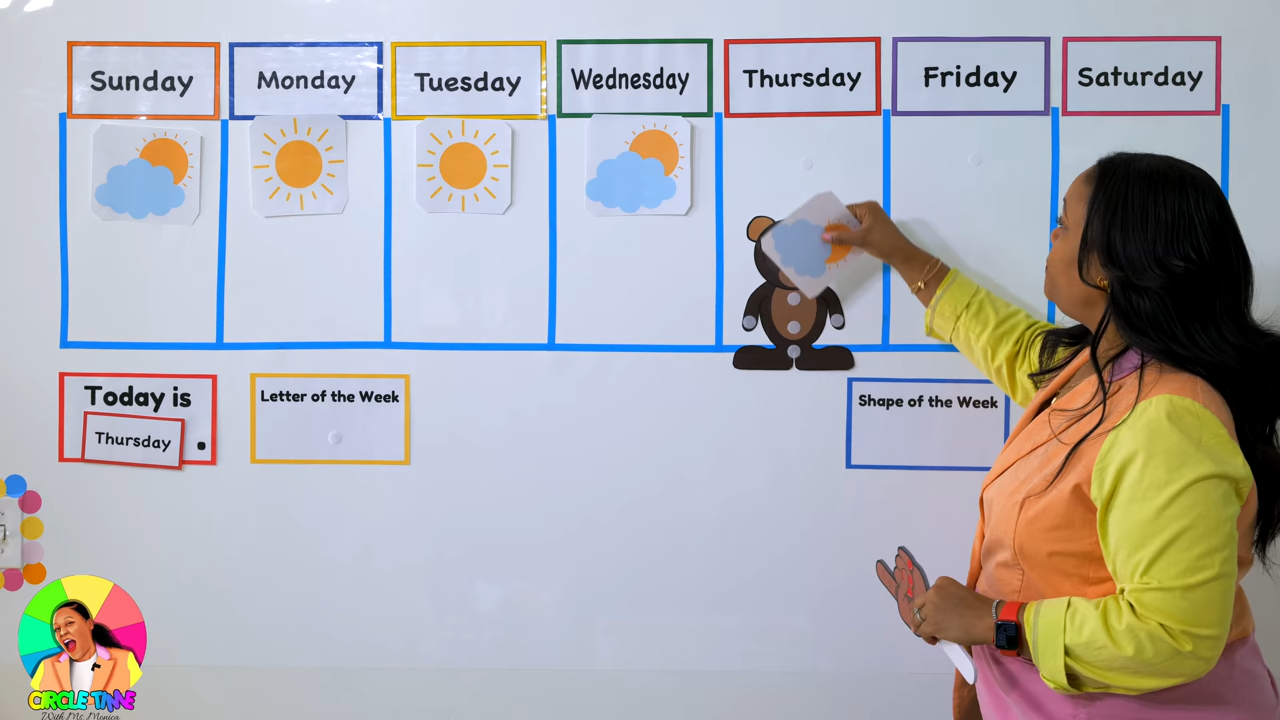 Sunday
Monday
Tuesday
Wednesday
Thursday
Friday
Saturday
Today is
Thursday .
Letter of the Week
Shape of the Week
CIRCLE TIME
With Ms. Monica